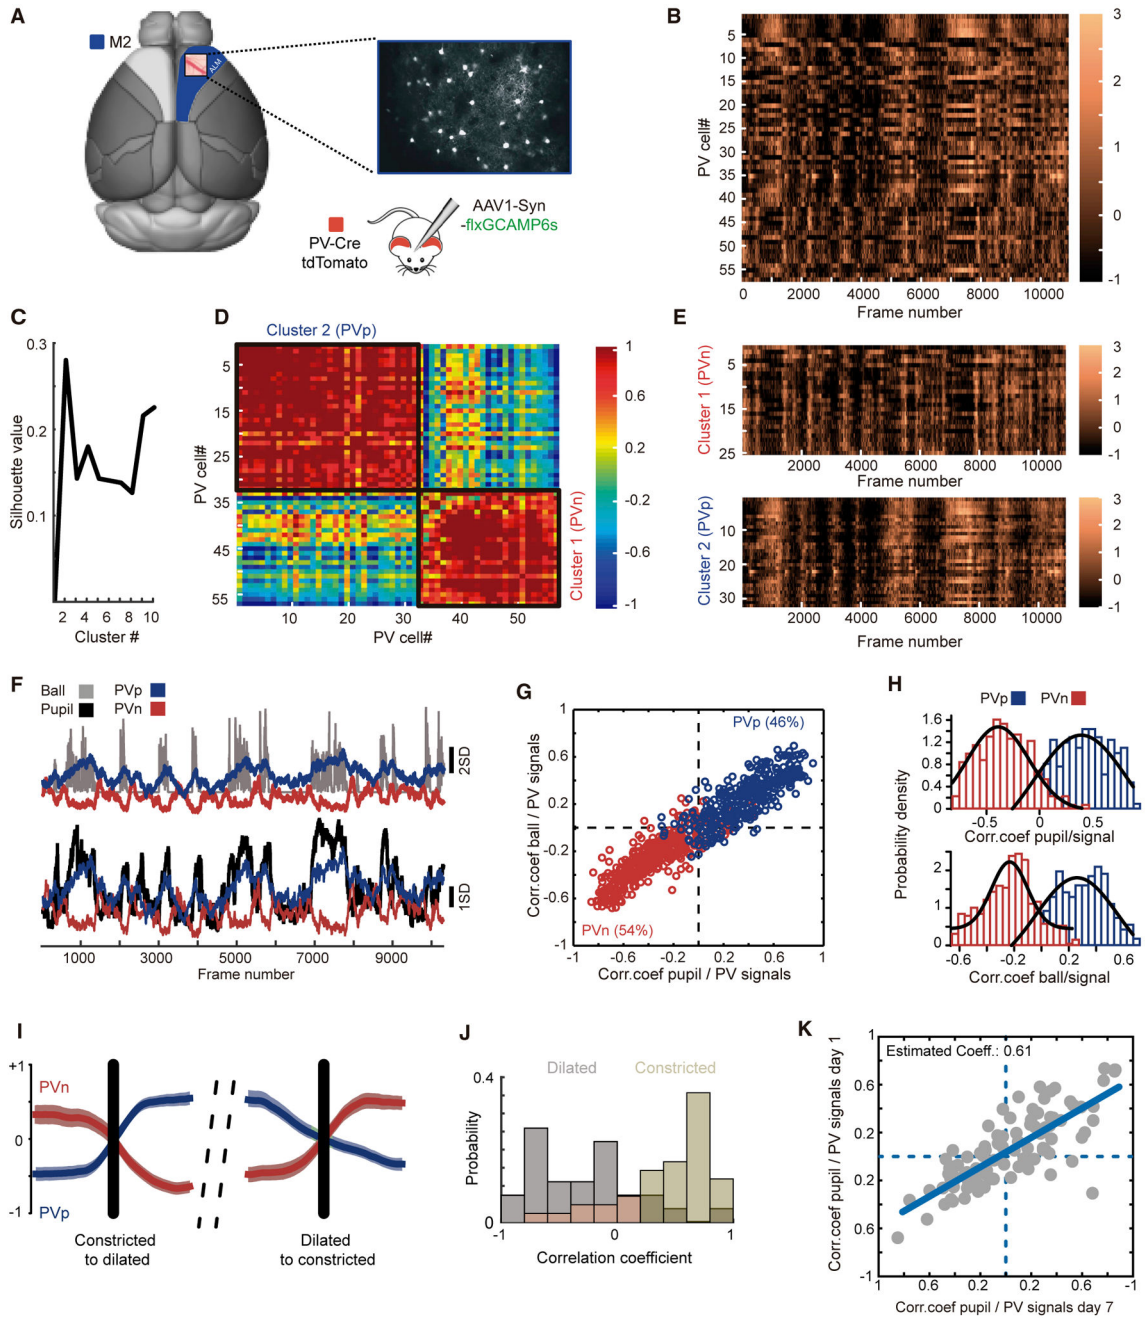 A
M2
ALM
PV-Cre
tdTomato
AAV1-Syn
-flxGCAMP6s
B
PV cell#
5
10
15
20
25
30
35
40
45
50
55
0
2000
4000
6000
8000
10000
Frame number
3
2
1
0
-1
C
Silhouette value
0.3
0.2
0.1
2
4
6
8
10
Cluster #
D
Cluster 2 (PVp)
PV cell#
5
15
25
35
45
55
10
20
30
40
50
PV cell#
Cluster 1 (PVn)
1
0.6
0.2
-0.2
-0.6
-1
E
Cluster 1 (PVn)
5
15
25
2000
4000
6000
8000
10000
Frame number
3
2
1
0
-1
Cluster 2 (PVp)
10
20
30
2000
4000
6000
8000
10000
Frame number
3
2
1
0
-1
F
Ball
PVp
Pupil
PVn
2SD
1SD
1000
3000
5000
7000
9000
Frame number
G
Corr.coef ball / PV signals
1
0.6
0.2
-0.2
-0.6
-1
PVp (46%)
PVn (54%)
-1
-0.6
-0.2
0.2
0.6
1
Corr.coef pupil / PV signals
H
PVp
PVn
Probability density
1.6
1.2
0.8
0.4
0
-0.5
0
0.5
Corr.coef pupil/signal
2
1
0
-0.6
-0.2
0.2
0.6
Corr.coef ball/signal
I
+1
0
-1
PVn
PVp
Constricted
to dilated
Dilated
to constricted
J
Dilated
Constricted
Probability
0.4
0
-1
0
1
Correlation coefficient
K
Estimated Coeff.: 0.61
Corr.coef pupil / PV signals day 1
1
0.6
0.2
0.2
0.6
-1
1
0.6
0.2
0.2
0.6
-1
Corr.coef pupil / PV signals day 7